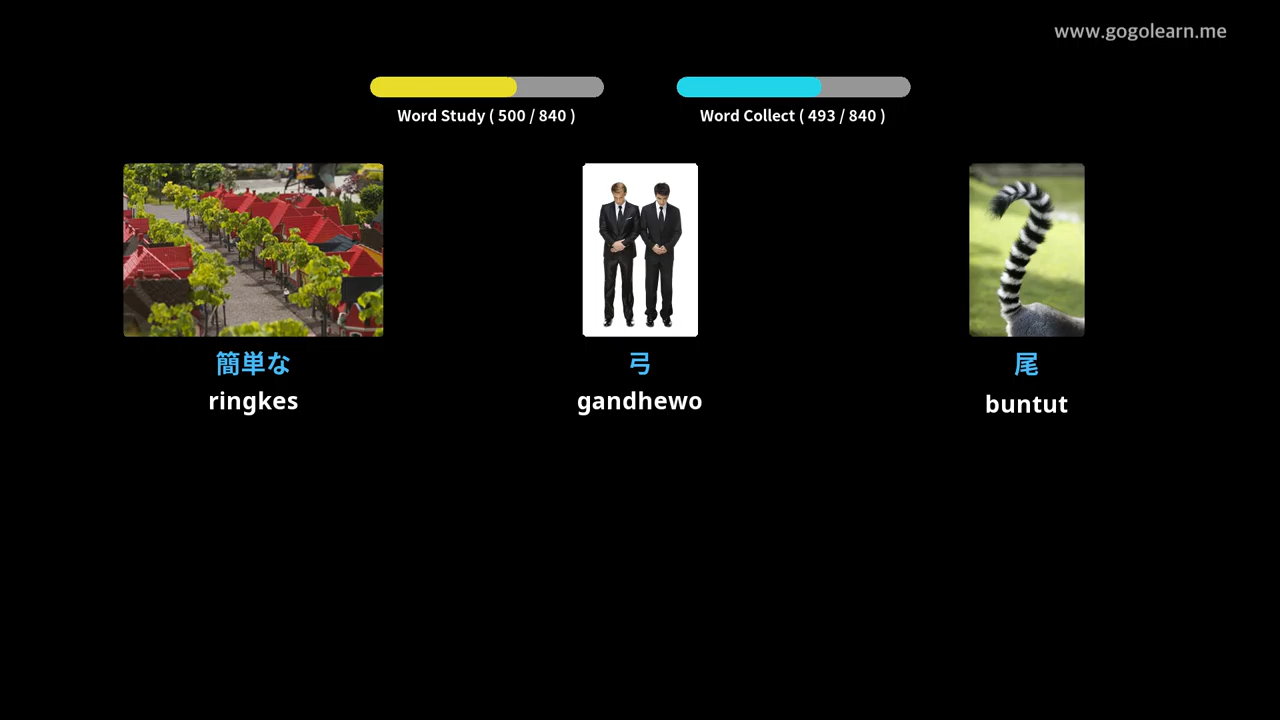 www.gogolearn.me
Word Study ( 500 / 840 )
Word Collect ( 493 / 840 )
簡単な
ringkes
弓
gandhewo
尾
buntut